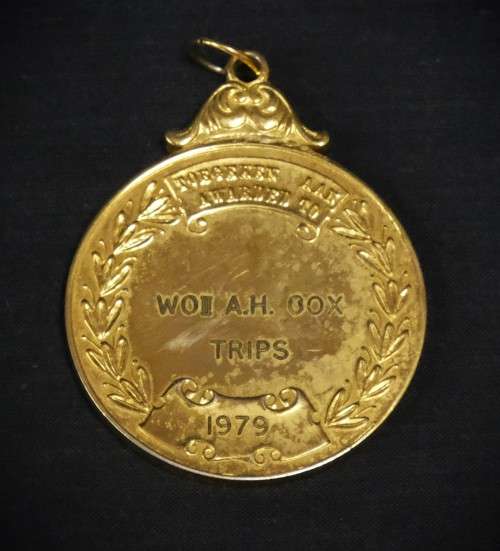 TOEGEKEN AAN
AWARDED TO
WOII A.H. COX
TRIPS
1979